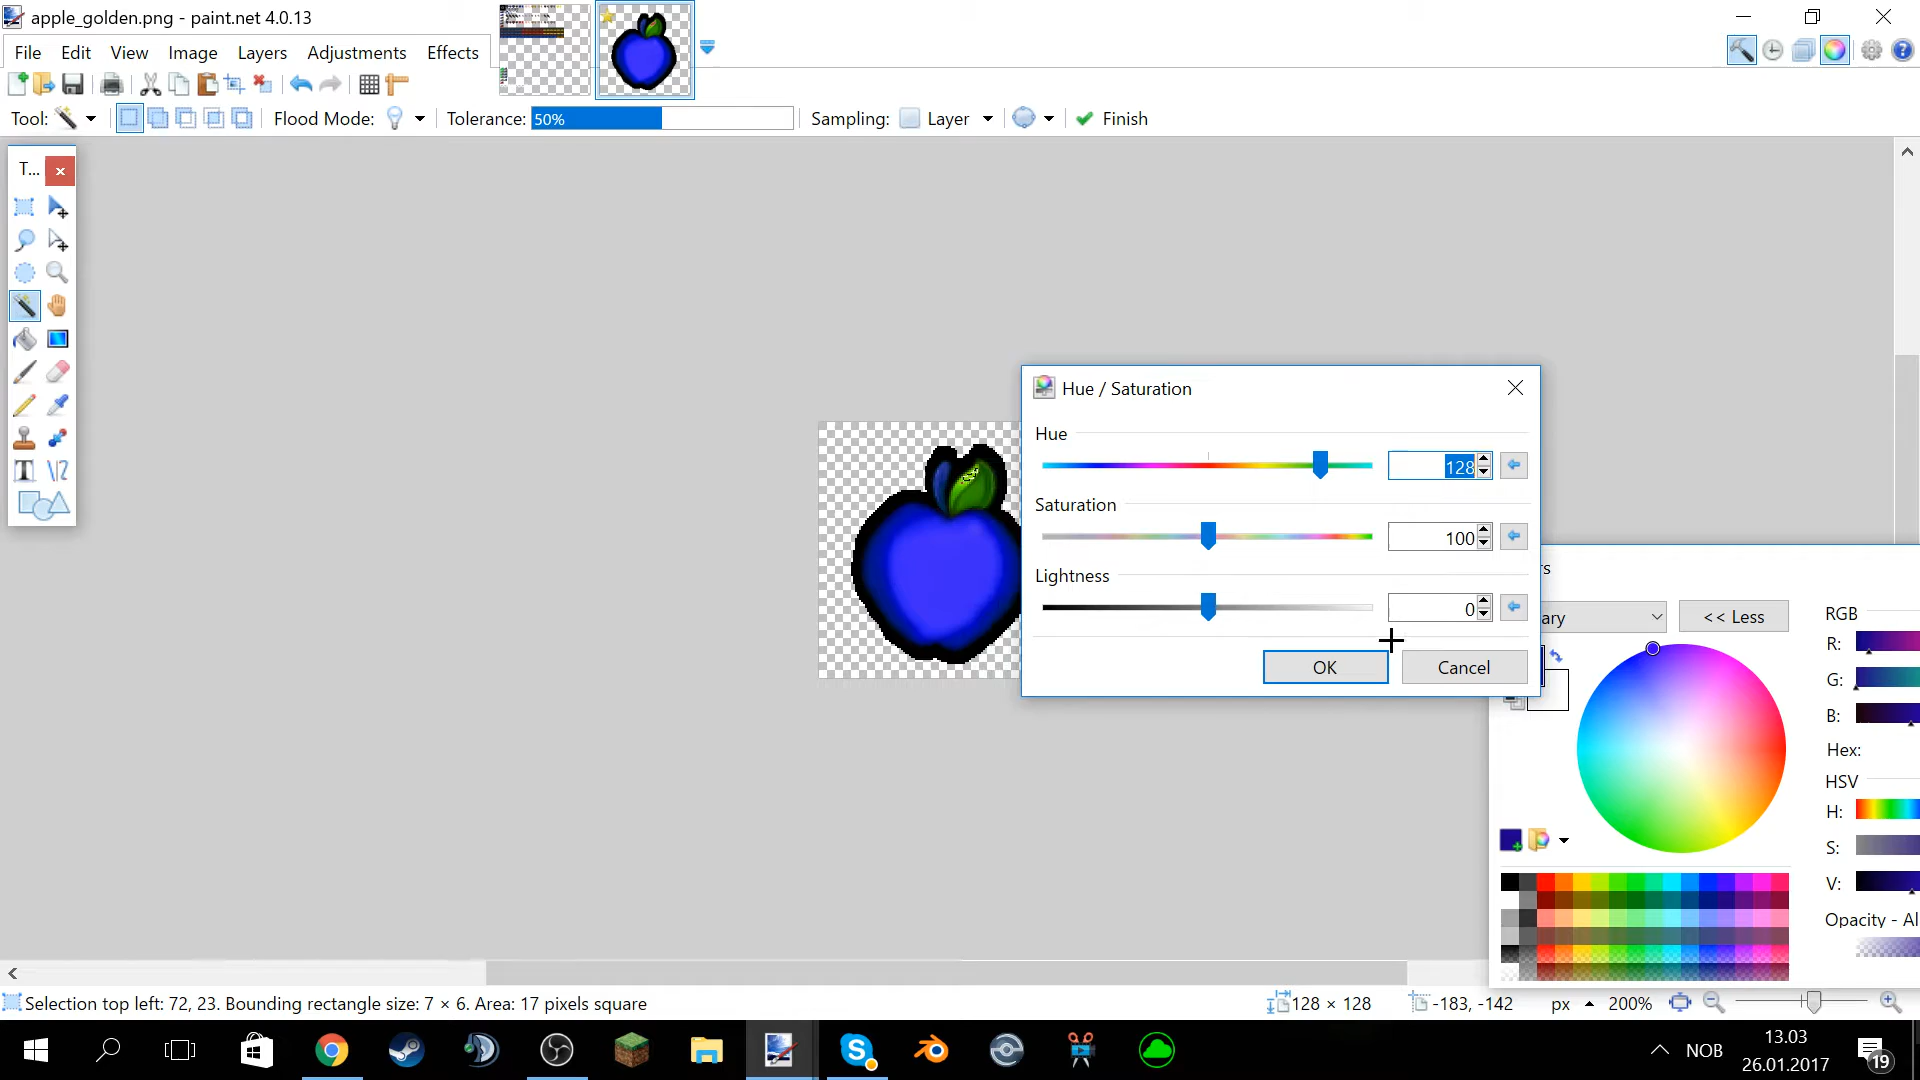 apple_golden.png - paint.net 4.0.13
File Edit View Image Layers Adjustments Effects
Tool: Flood Mode: Tolerance: 50% Sampling: Layer Finish
T...
Hue / Saturation
Hue
128
Saturation
100
Lightness
0
OK Cancel
<< Less
RGB
R:
G:
B:
Hex:
HSV
H:
S:
V:
Opacity - Al
Selection top left: 72, 23. Bounding rectangle size: 7 × 6. Area: 17 pixels square
128 × 128
-183, -142
px
200%
NOB
13.03
26.01.2017
19